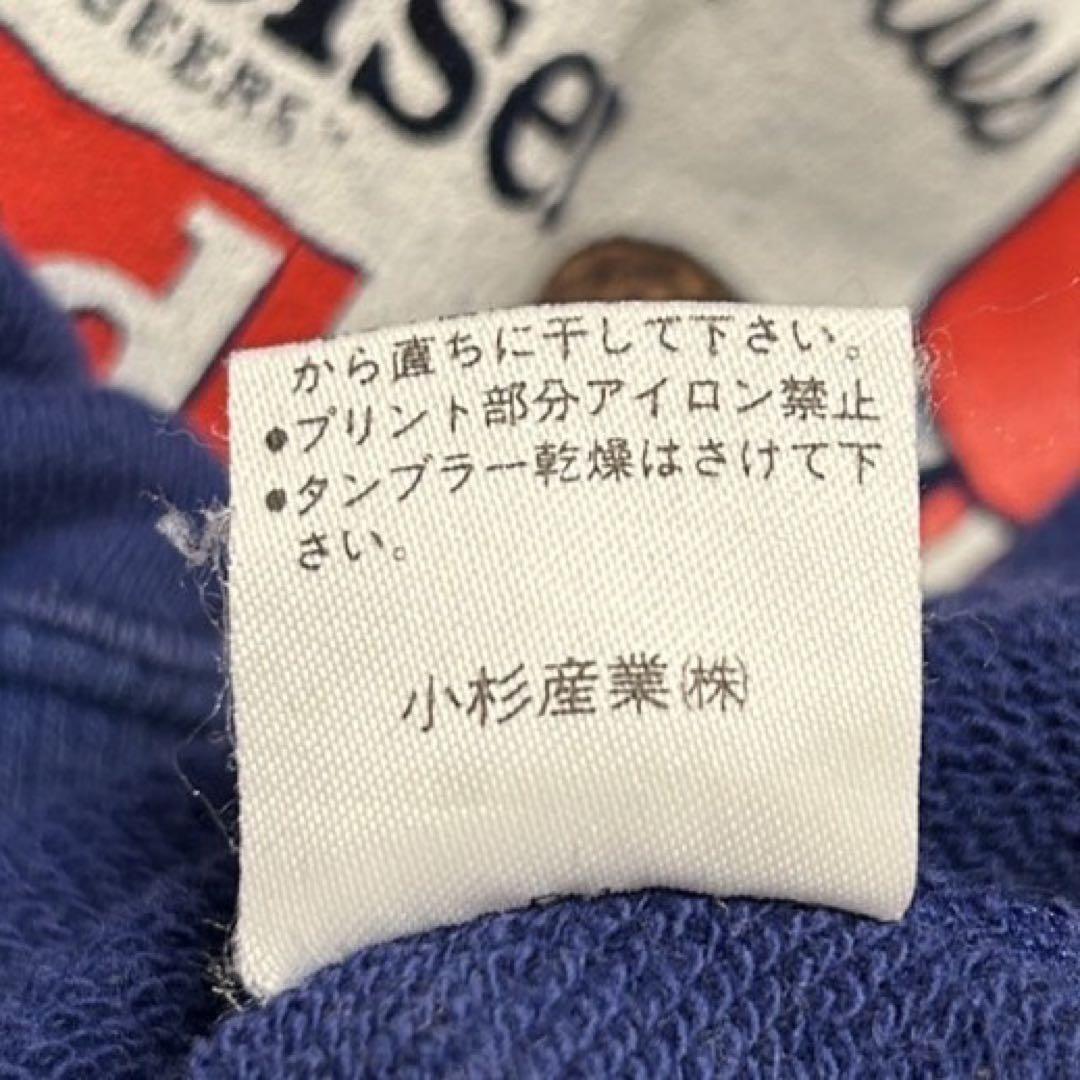 ise
EERS
d
から直ちに干して下さい。
●プリント部分アイロン禁止
●タンブラー乾燥はさけて下
さい。
小杉産業㈱